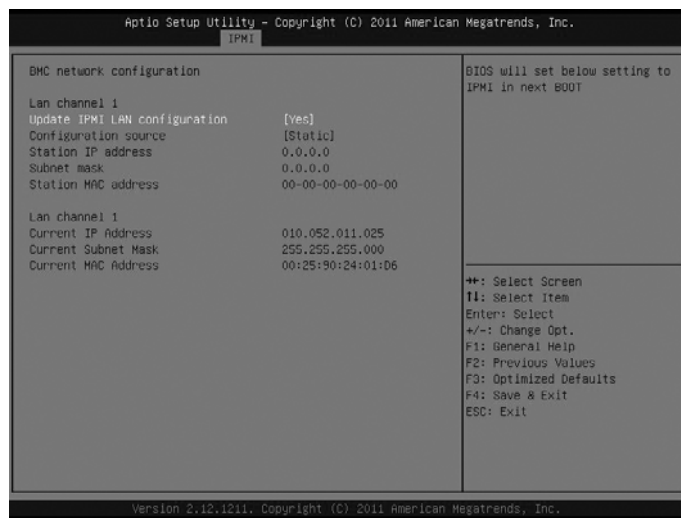 Aptio Setup Utility – Copyright (C) 2011 American Megatrends, Inc.
IPMI
BMC network configuration
Lan channel 1
Update IPMI LAN configuration [Yes]
Configuration source [Static]
Station IP address 0.0.0.0
Subnet mask 0.0.0.0
Station MAC address 00-00-00-00-00-00
Lan channel 1
Current IP Address 010.052.011.025
Current Subnet Mask 255.255.255.000
Current MAC Address 00:25:90:24:01:D6
BIOS will set below setting to
IPMI in next BOOT
→←: Select Screen
↑↓: Select Item
Enter: Select
+/-: Change Opt.
F1: General Help
F2: Previous Values
F3: Optimized Defaults
F4: Save & Exit
ESC: Exit
Version 2.12.1211. Copyright (C) 2011 American Megatrends, Inc.